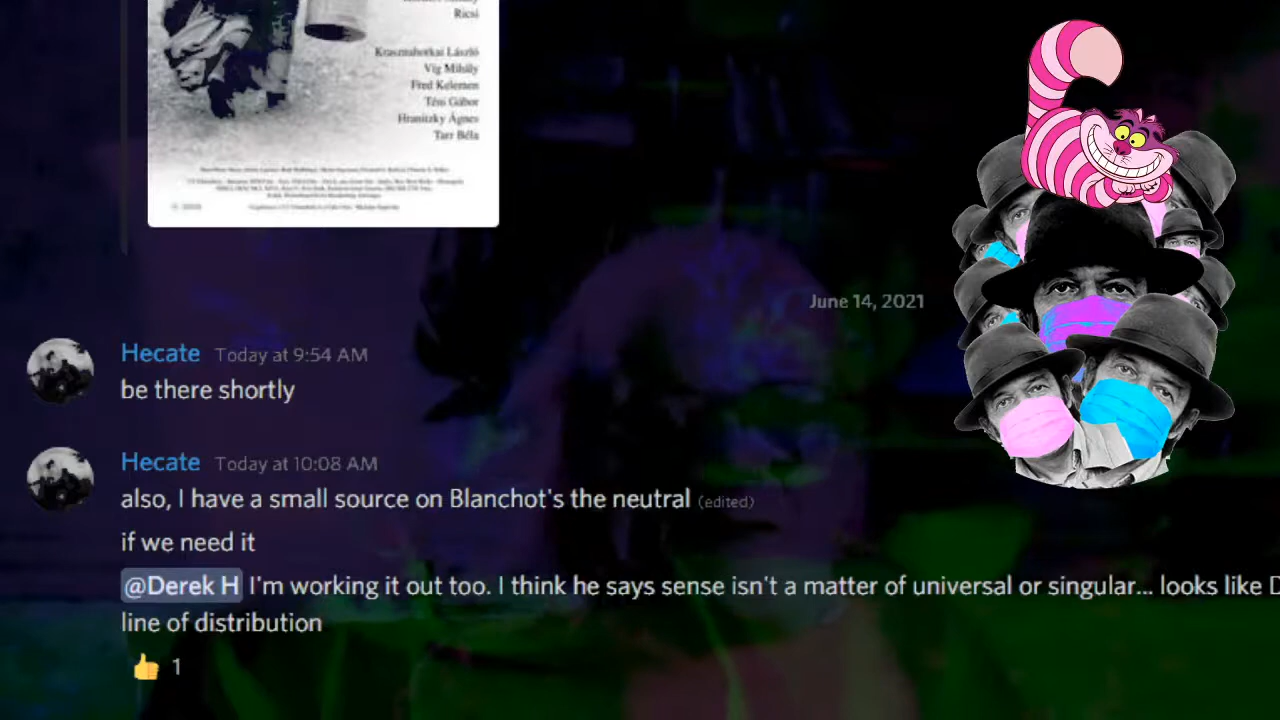 Ricsi
Krasznahorkai László
Víg Mihály
Fred Kelemen
Téni Gábor
Hranitzky Ágnes
Tarr Béla
June 14, 2021
Hecate Today at 9:54 AM
be there shortly
Hecate Today at 10:08 AM
also, I have a small source on Blanchot's the neutral (edited)
if we need it
@Derek H I'm working it out too. I think he says sense isn't a matter of universal or singular... looks like D
line of distribution
1